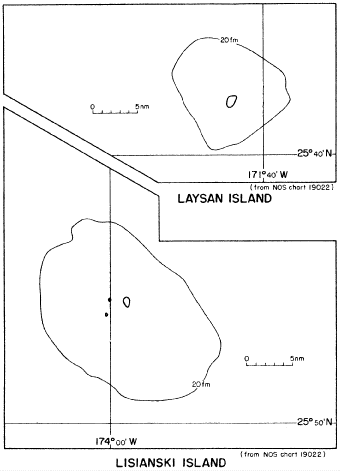 20fm
0 5nm
25°40'N
171°40'W
(from NOS chart 19022)
LAYSAN ISLAND
0 5nm
20fm
25°50'N
174°00'W
(from NOS chart 19022)
LISIANSKI ISLAND